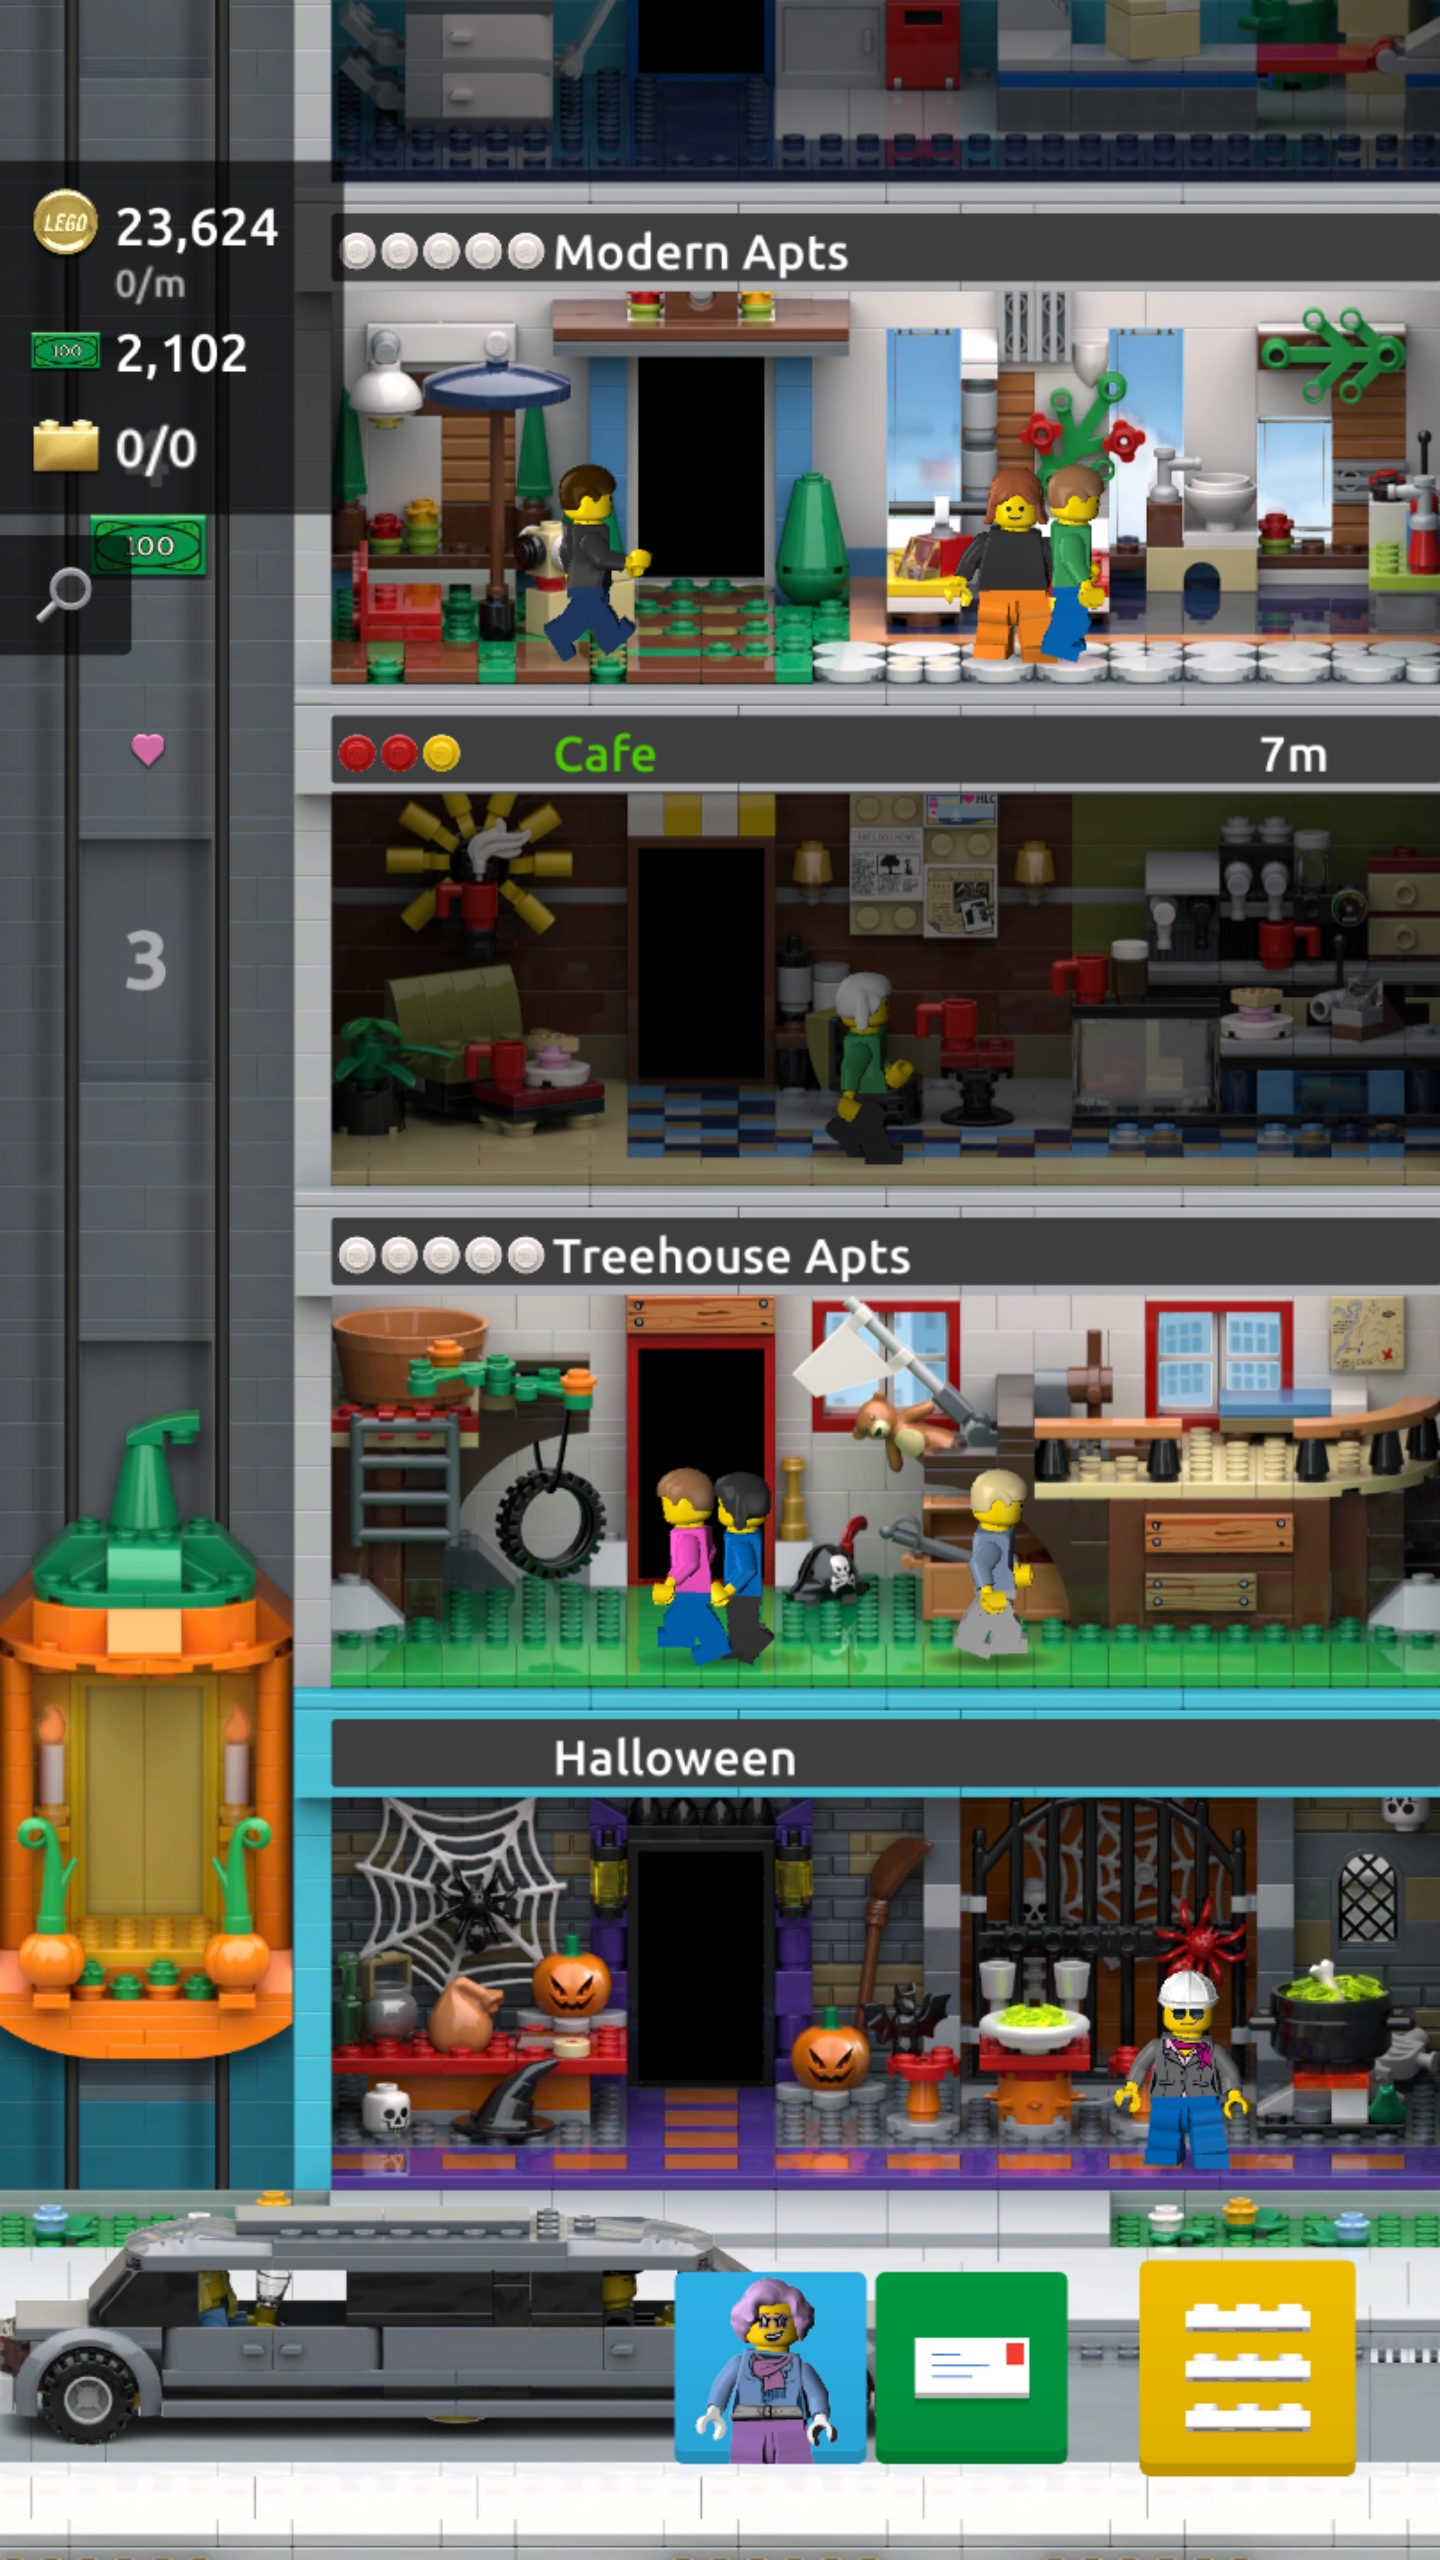 LEGO 23,624
0/m
100 2,102
0/0
100
Modern Apts
Cafe 7m
3
Treehouse Apts
Halloween